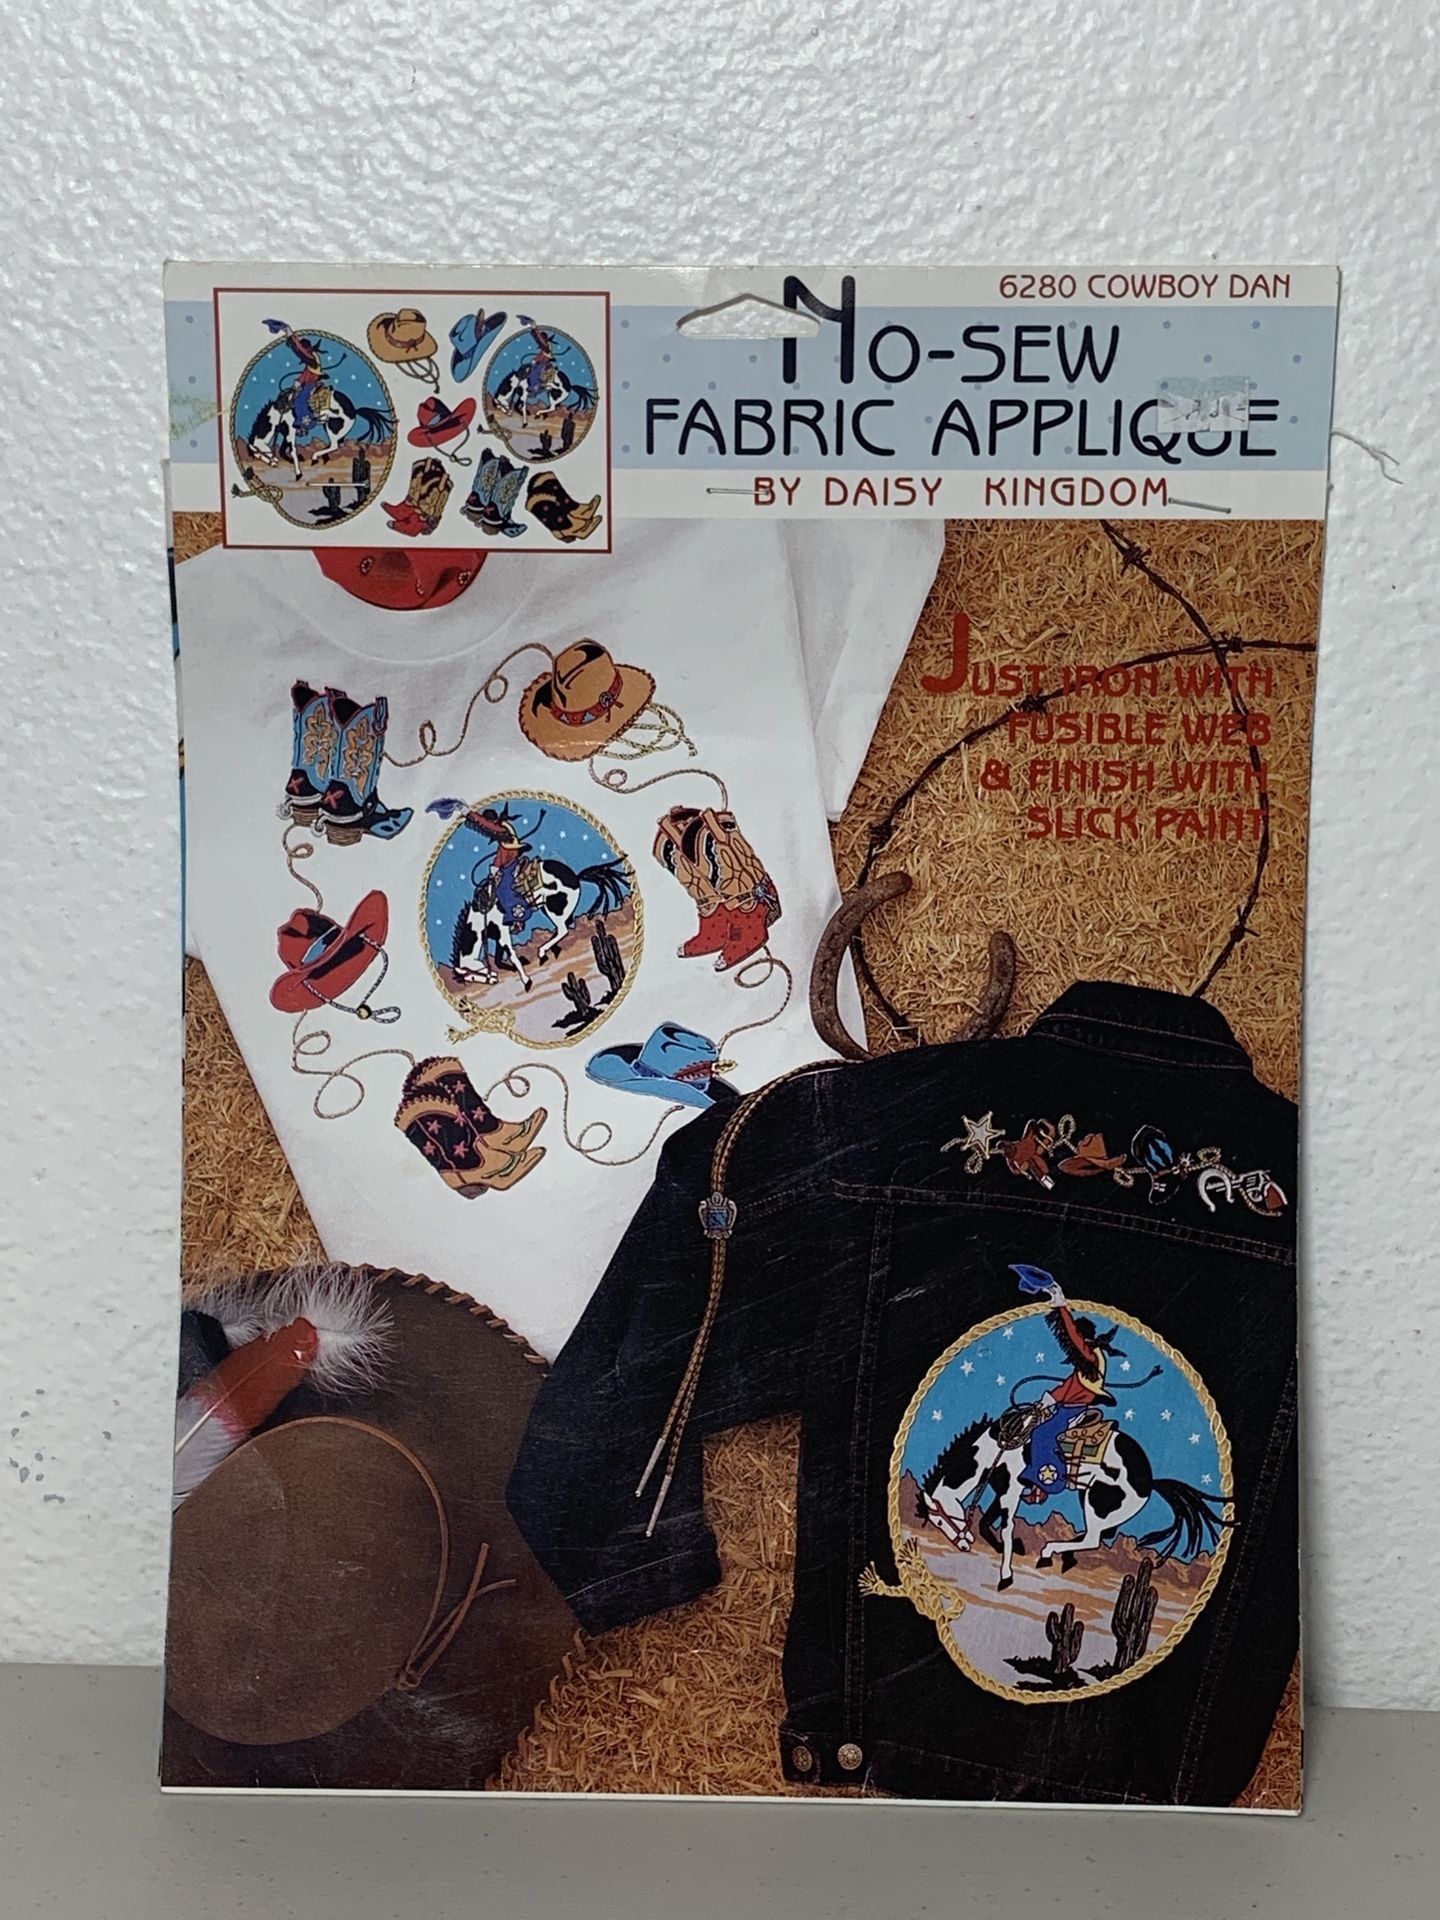 6280 COWBOY DAN
NO-SEW
FABRIC APPLIQUE
BY DAISY KINGDOM
JUST IRON WITH
FUSIBLE WEB
& FINISH WITH
SLICK PAINT